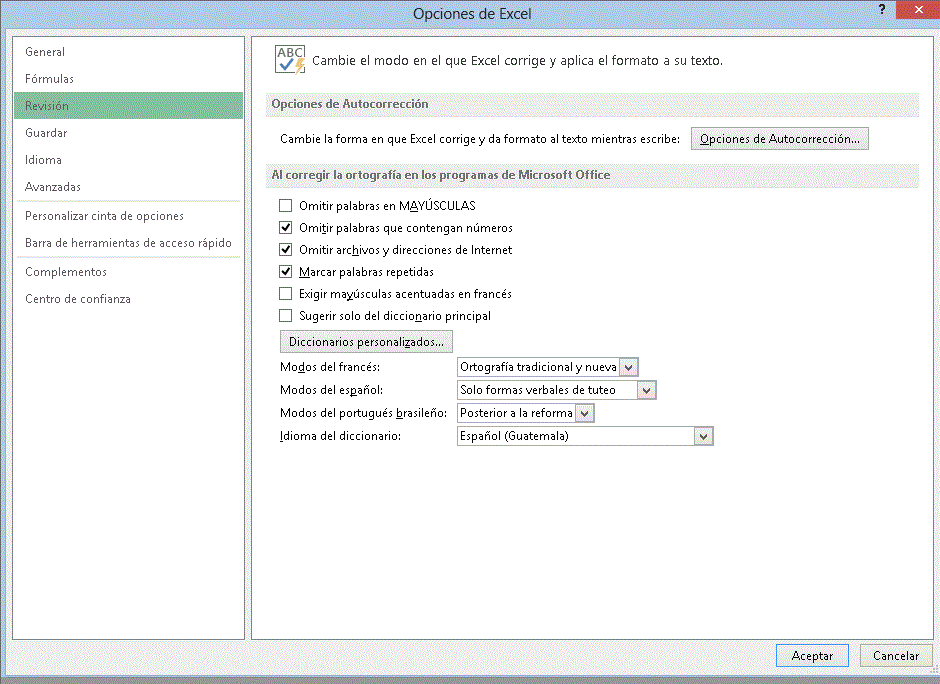 Opciones de Excel
?
General
Fórmulas
Revisión
Guardar
Idioma
Avanzadas
Personalizar cinta de opciones
Barra de herramientas de acceso rápido
Complementos
Centro de confianza
ABC
Cambie el modo en el que Excel corrige y aplica el formato a su texto.
Opciones de Autocorrección
Cambie la forma en que Excel corrige y da formato al texto mientras escribe: Opciones de Autocorrección...
Al corregir la ortografía en los programas de Microsoft Office
Omitir palabras en MAYÚSCULAS
Omitir palabras que contengan números
Omitir archivos y direcciones de Internet
Marcar palabras repetidas
Exigir mayúsculas acentuadas en francés
Sugerir solo del diccionario principal
Diccionarios personalizados...
Modos del francés: Ortografía tradicional y nueva
Modos del español: Solo formas verbales de tuteo
Modos del portugués brasileño: Posterior a la reforma
Idioma del diccionario: Español (Guatemala)
Aceptar Cancelar